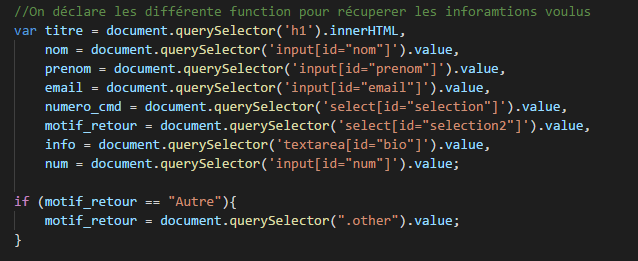 //On déclare les différente function pour récuperer les inforamtions voulus
var titre = document.querySelector('h1').innerHTML,
    nom = document.querySelector('input[id="nom"]').value,
    prenom = document.querySelector('input[id="prenom"]').value,
    email = document.querySelector('input[id="email"]').value,
    numero_cmd = document.querySelector('select[id="selection"]').value,
    motif_retour = document.querySelector('select[id="selection2"]').value,
    info = document.querySelector('textarea[id="bio"]').value,
    num = document.querySelector('input[id="num"]').value;
if (motif_retour == "Autre"){
    motif_retour = document.querySelector(".other").value;
}